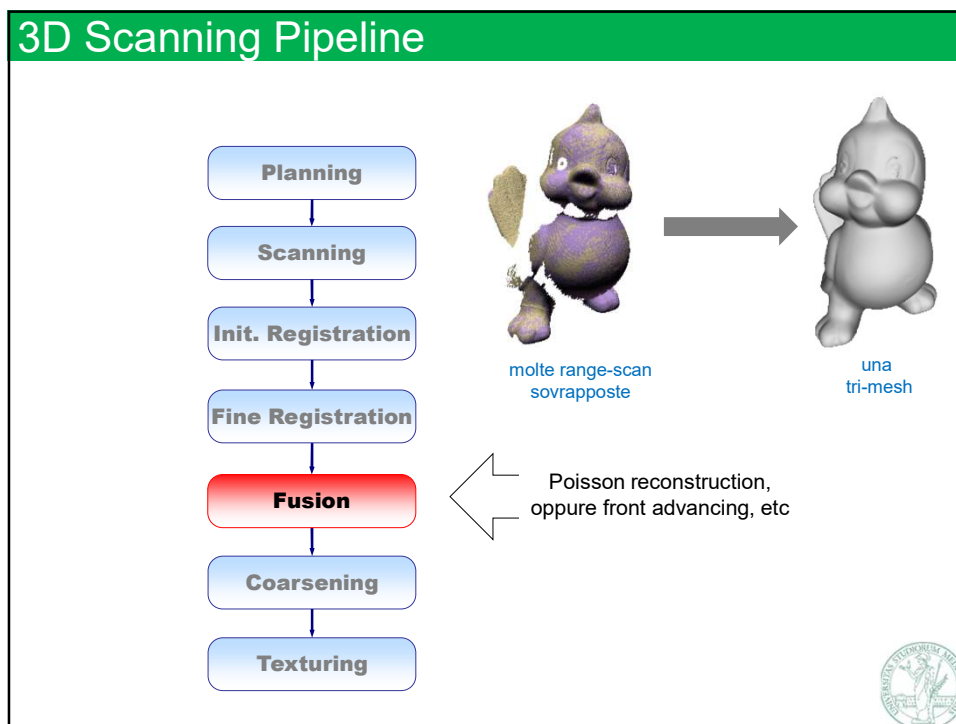 3D Scanning Pipeline
Planning
Scanning
Init. Registration
Fine Registration
Fusion
Coarsening
Texturing
molte range-scan
sovrapposte
una
tri-mesh
Poisson reconstruction,
oppure front advancing, etc